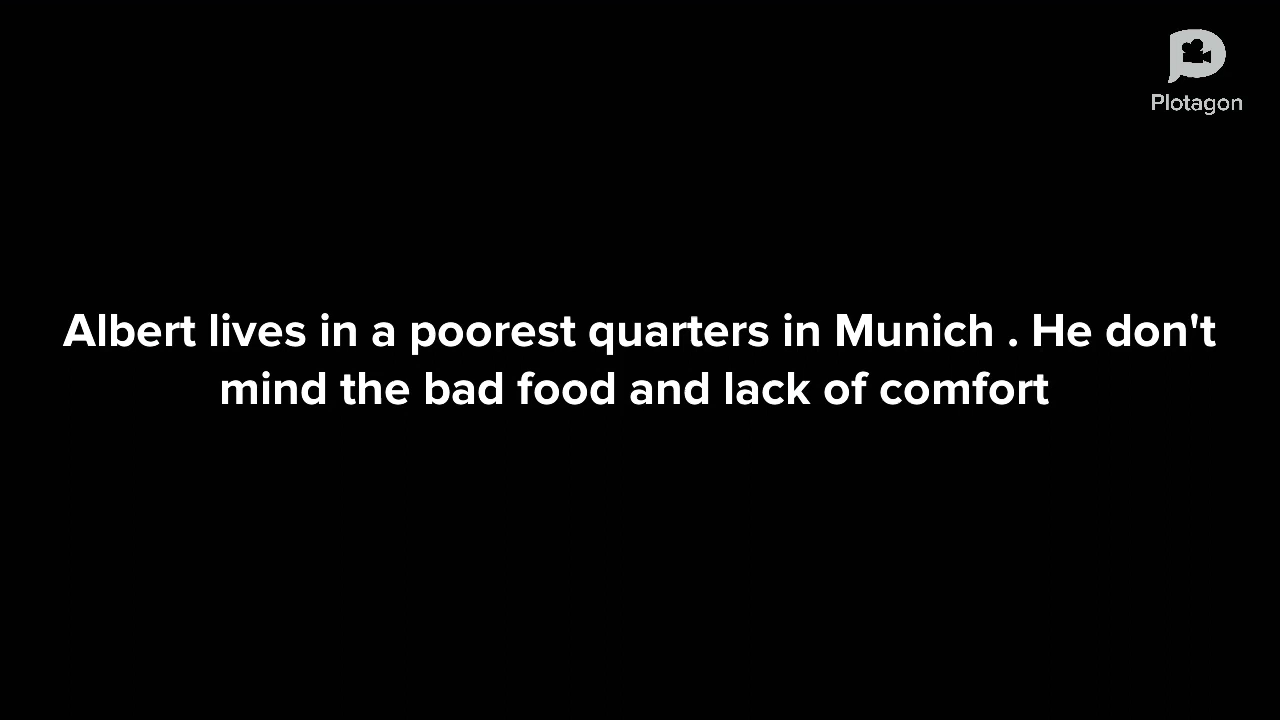 Plotagon
Albert lives in a poorest quarters in Munich . He don't
mind the bad food and lack of comfort